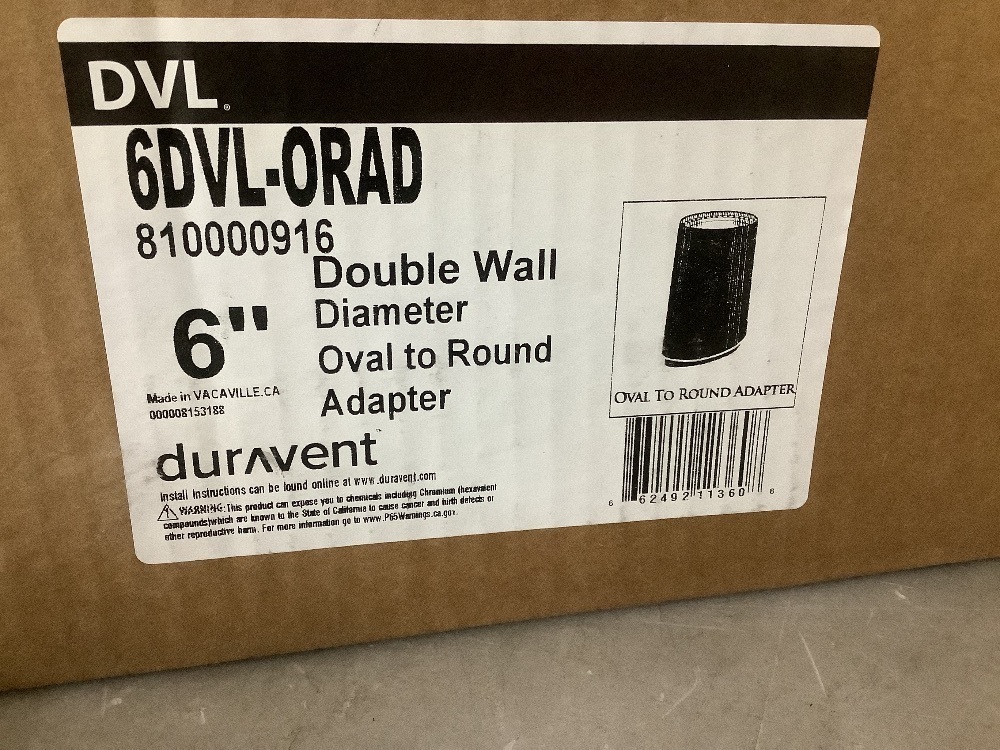 DVL®
6DVL-ORAD
810000916
6"
Double Wall
Diameter
Oval to Round
Adapter
Made in VACAVILLE.CA
000008153188
duravent
Install Instructions can be found online at www.duravent.com
WARNING: This product can expose you to chemicals including Chromium (hexavalent
compounds) which are known to the State of California to cause cancer and birth defects or
other reproductive harm. For more information go to www.P65Warnings.ca.gov.
OVAL TO ROUND ADAPTER
6 62492 11360 8